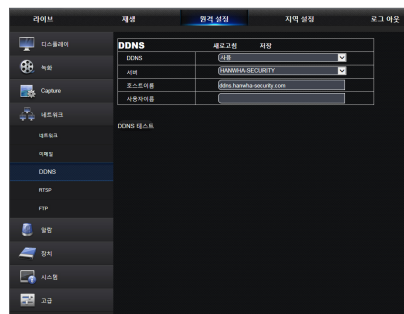 라이브 재생 원격 설정 지역 설정 로그 아웃
디스플레이
녹화
Capture
네트워크
네트워크
이메일
DDNS
RTSP
FTP
알람
장치
시스템
고급
DDNS 새로고침 저장
DDNS 사용
서버 HANWHA-SECURITY
호스트이름 ddns.hanwha-security.com
사용자이름
DDNS 테스트